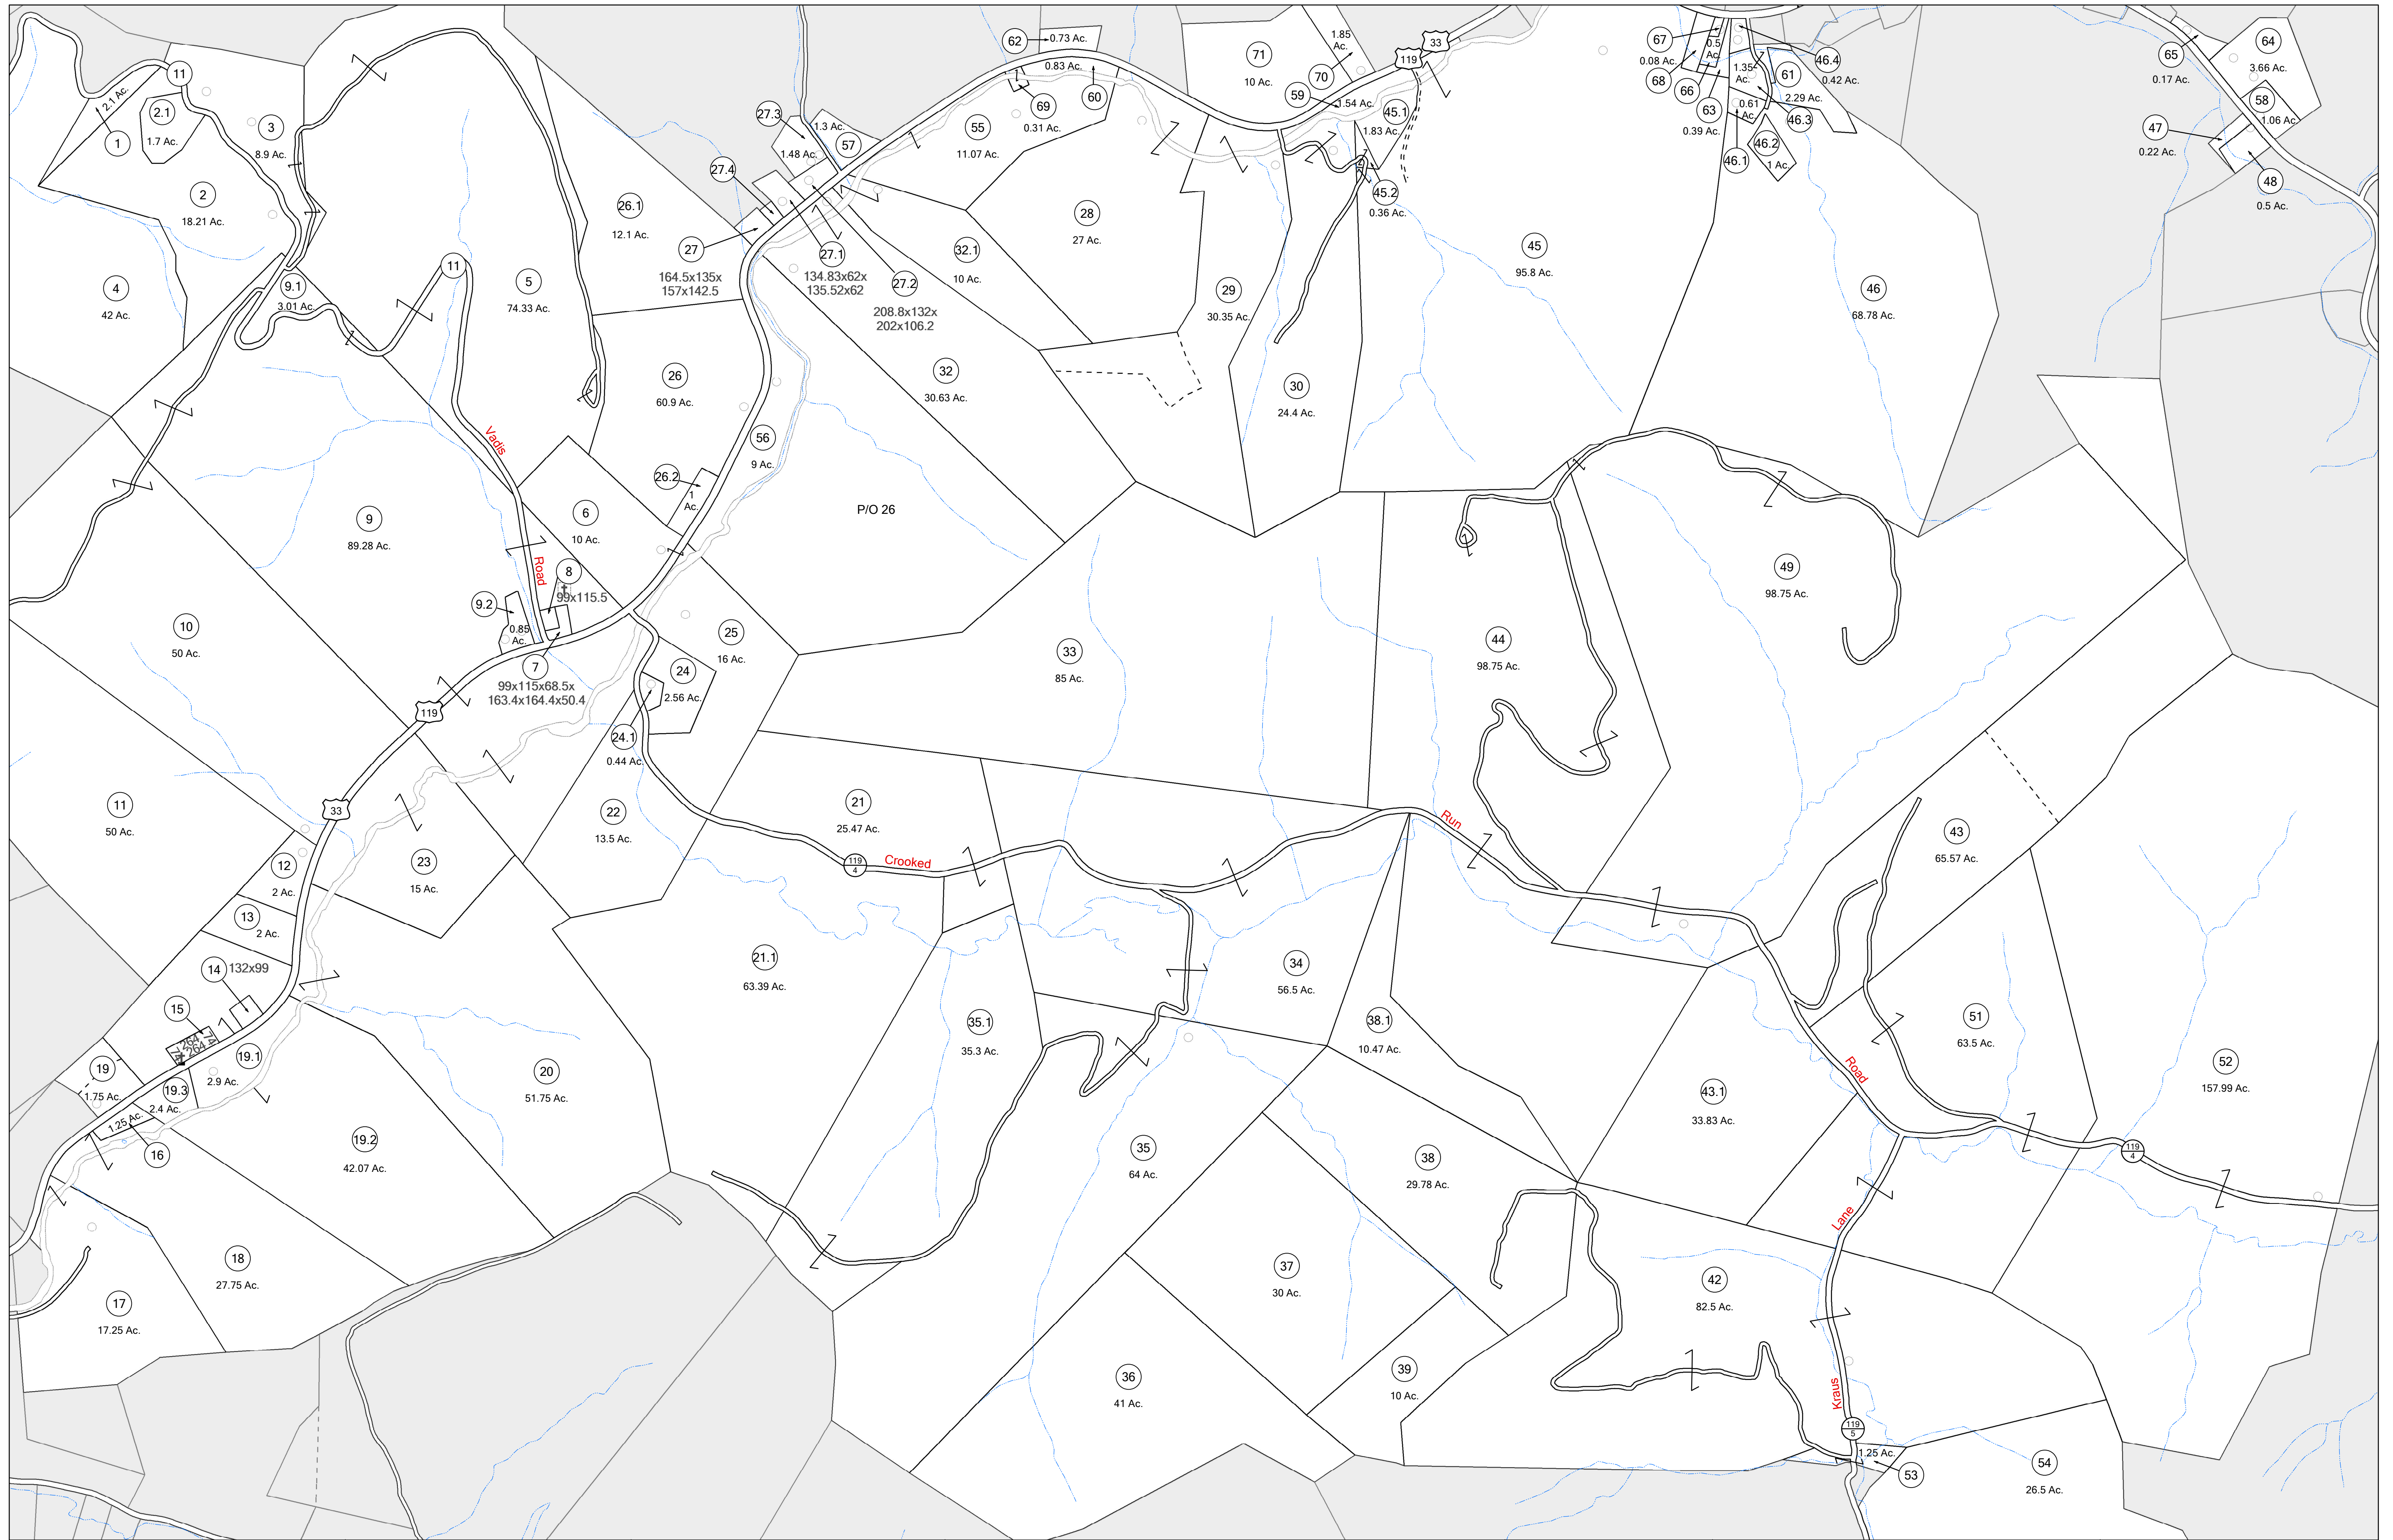 11
2.1 Ac.
1
2.1
1.7 Ac.
3
8.9 Ac.
2
18.21 Ac.
4
42 Ac.
9.1
3.01 Ac.
11
5
74.33 Ac.
62
0.73 Ac.
0.83 Ac.
60
69
0.31 Ac.
55
11.07 Ac.
27.3
1.3 Ac.
57
1.48 Ac.
27.4
26.1
12.1 Ac.
27
164.5x135x
157x142.5
27.1
134.83x62x
135.52x62
27.2
208.8x132x
202x106.2
32.1
10 Ac.
28
27 Ac.
71
10 Ac.
1.85
Ac.
70
119
33
59
1.54 Ac.
45.1
1.83 Ac.
45.2
0.36 Ac.
29
30.35 Ac.
30
24.4 Ac.
45
95.8 Ac.
67
0.08 Ac.
68
0.5
Ac.
66
63
0.39 Ac.
1.35
Ac.
61
2.29 Ac.
46.4
0.42 Ac.
46.3
0.61
Ac.
46.1
46.2
1 Ac.
46
68.78 Ac.
65
0.17 Ac.
64
3.66 Ac.
58
1.06 Ac.
47
0.22 Ac.
48
0.5 Ac.
26
60.9 Ac.
32
30.63 Ac.
56
9 Ac.
26.2
1
Ac.
P/O 26
Vadis
Road
9
89.28 Ac.
6
10 Ac.
8
99x115.5
9.2
0.85
Ac.
7
99x115x68.5x
163.4x164.4x50.4
10
50 Ac.
25
16 Ac.
24
2.56 Ac.
24.1
0.44 Ac.
33
85 Ac.
44
98.75 Ac.
49
98.75 Ac.
119
33
11
50 Ac.
12
2 Ac.
13
2 Ac.
23
15 Ac.
22
13.5 Ac.
21
25.47 Ac.
119
4
Crooked
Run
Road
43
65.57 Ac.
14
132x99
15
264
74
264
19
1.75 Ac.
19.1
2.9 Ac.
19.3
2.4 Ac.
1.25 Ac.
16
21.1
63.39 Ac.
20
51.75 Ac.
19.2
42.07 Ac.
18
27.75 Ac.
17
17.25 Ac.
35.1
35.3 Ac.
34
56.5 Ac.
38.1
10.47 Ac.
35
64 Ac.
38
29.78 Ac.
37
30 Ac.
36
41 Ac.
39
10 Ac.
43.1
33.83 Ac.
51
63.5 Ac.
52
157.99 Ac.
119
4
Lane
Kraus
42
82.5 Ac.
119
5
1.25 Ac.
53
54
26.5 Ac.